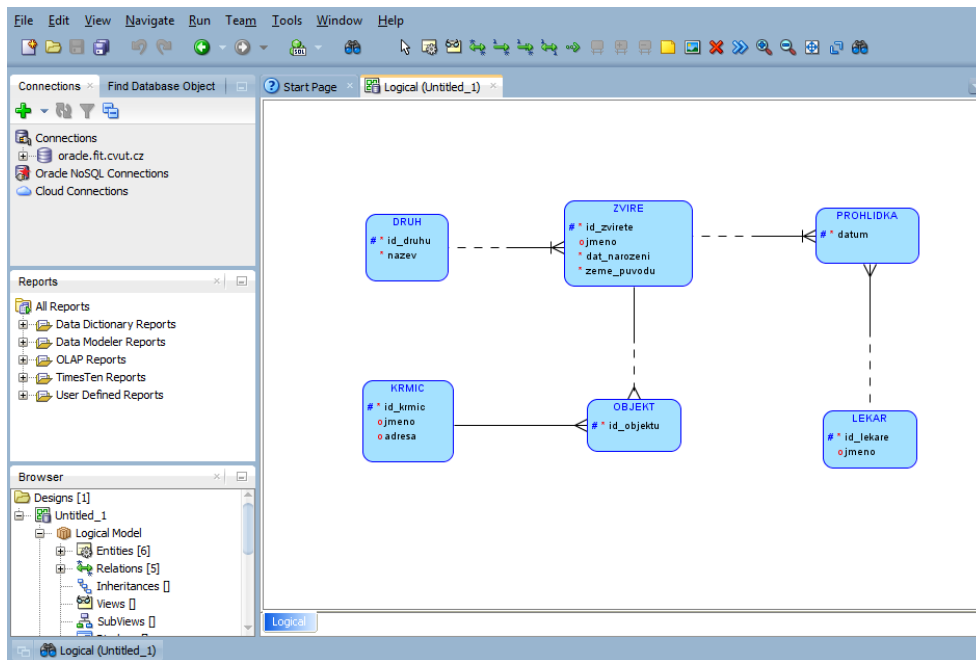 File Edit View Navigate Run Team Tools Window Help
SQL
Connections
Find Database Object
Start Page
Logical (Untitled_1)
Connections
oracle.fit.cvut.cz
Oracle NoSQL Connections
Cloud Connections
Reports
All Reports
Data Dictionary Reports
Data Modeler Reports
OLAP Reports
TimesTen Reports
User Defined Reports
Browser
Designs [1]
Untitled_1
Logical Model
Entities [6]
Relations [5]
Inheritances []
Views []
SubViews []
DRUH
# * id_druhu
* nazev
ZVIRE
# * id_zvirete
o jmeno
* dat_narozeni
* zeme_puvodu
PROHLIDKA
# * datum
KRMIC
# * id_krmic
o jmeno
o adresa
OBJEKT
# * id_objektu
LEKAR
# * id_lekare
o jmeno
Logical
Logical (Untitled_1)